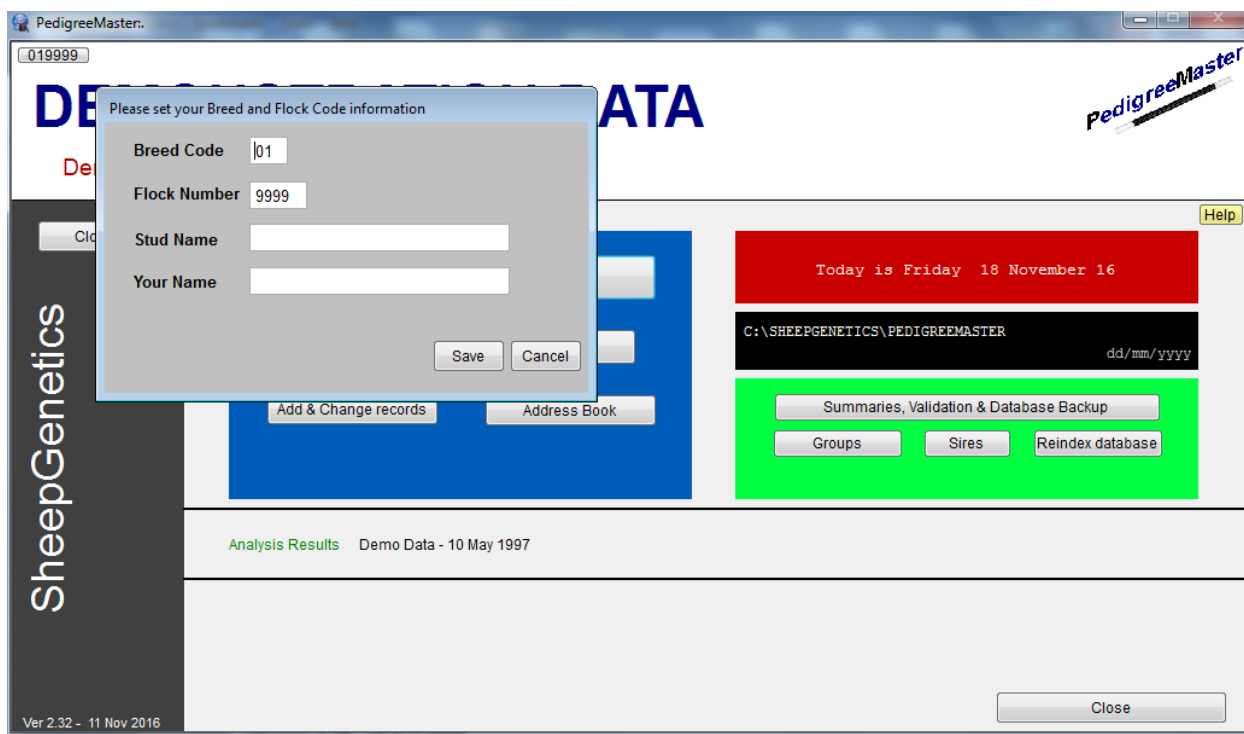 PedigreeMaster:.
019999
PedigreeMaster
ATA
Please set your Breed and Flock Code information
Breed Code 01
Flock Number 9999
Stud Name
Your Name
Save Cancel
Help
Today is Friday 18 November 16
C:\SHEEPGENETICS\PEDIGREEMASTER
dd/mm/yyyy
Add & Change records Address Book
Summaries, Validation & Database Backup
Groups Sires Reindex database
SheepGenetics
Analysis Results Demo Data - 10 May 1997
Close
Ver 2.32 - 11 Nov 2016